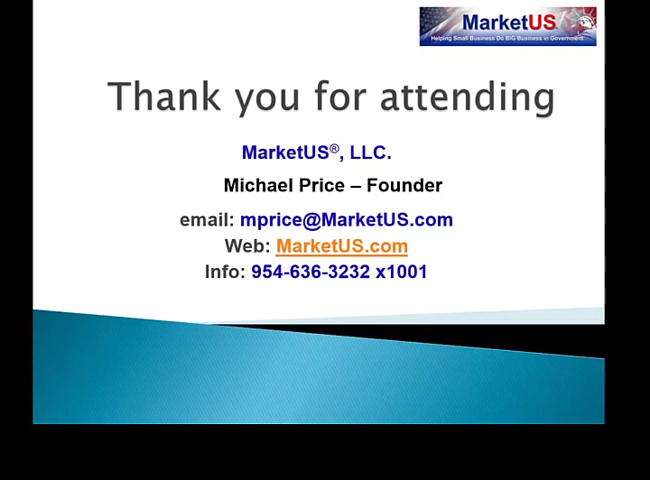 MarketUS
Helping Small Business Do BIG Business in Government
Thank you for attending
MarketUS®, LLC.
Michael Price – Founder
email: mprice@MarketUS.com
Web: MarketUS.com
Info: 954-636-3232 x1001